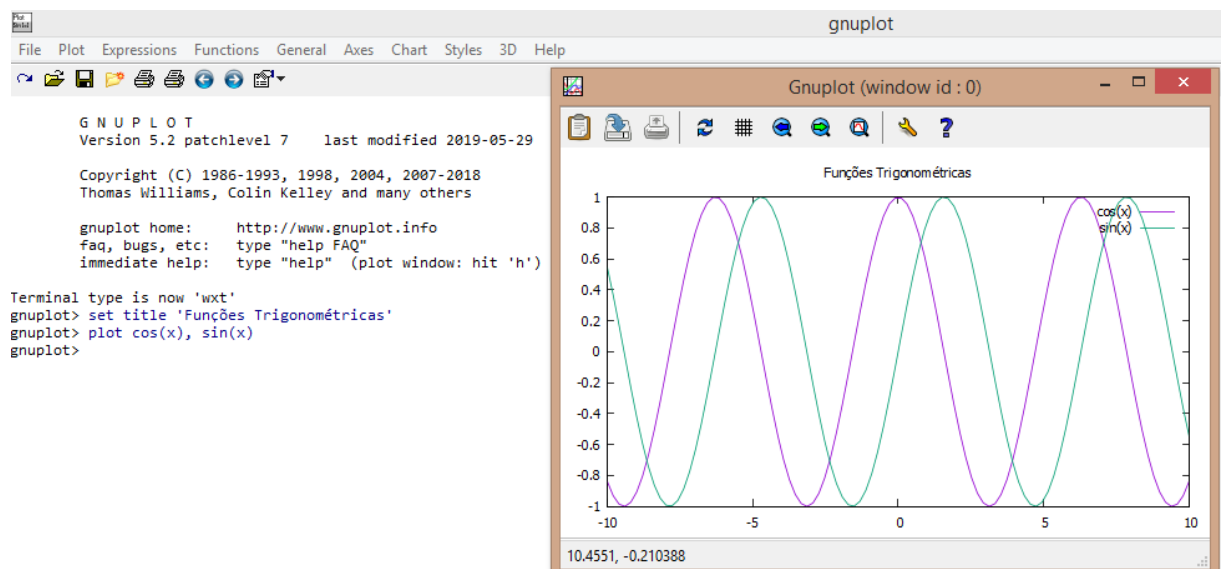 gnuplot
File Plot Expressions Functions General Axes Chart Styles 3D Help
G N U P L O T
Version 5.2 patchlevel 7 last modified 2019-05-29
Copyright (C) 1986-1993, 1998, 2004, 2007-2018
Thomas Williams, Colin Kelley and many others
gnuplot home: http://www.gnuplot.info
faq, bugs, etc: type "help FAQ"
immediate help: type "help" (plot window: hit 'h')
Terminal type is now 'wxt'
gnuplot> set title 'Funções Trigonométricas'
gnuplot> plot cos(x), sin(x)
gnuplot>
Gnuplot (window id : 0)
Funções Trigonométricas
cos(x)
sin(x)
1
0.8
0.6
0.4
0.2
0
-0.2
-0.4
-0.6
-0.8
-1
-10 -5 0 5 10
10.4551, -0.210388